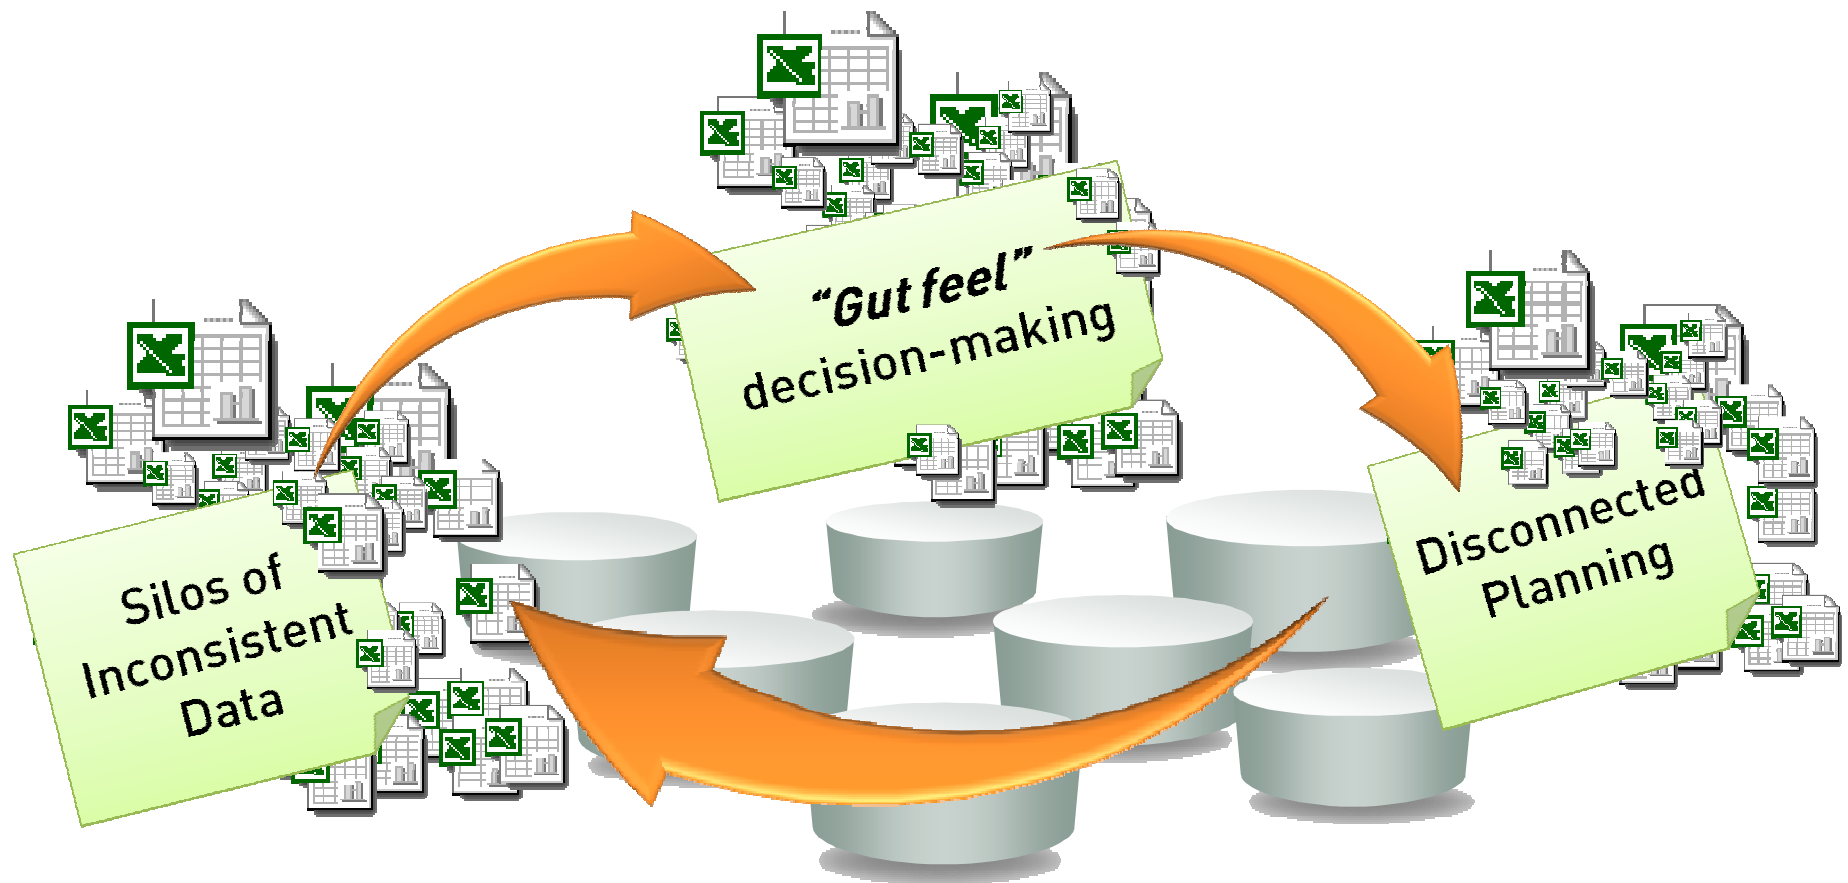 “Gut feel”
decision-making
Silos of
Inconsistent
Data
Disconnected
Planning